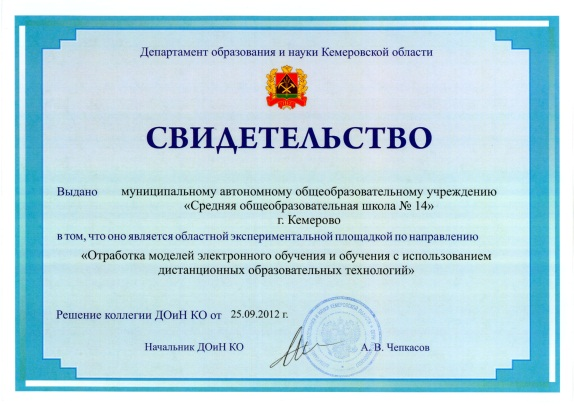 Департамент образования и науки Кемеровской области
СВИДЕТЕЛЬСТВО
Выдано муниципальному автономному общеобразовательному учреждению
«Средняя общеобразовательная школа № 14»
г. Кемерово
в том, что оно является областной экспериментальной площадкой по направлению
«Отработка моделей электронного обучения и обучения с использованием
дистанционных образовательных технологий»
Решение коллегии ДОиН КО от 25.09.2012 г.
Начальник ДОиН КО А. В. Чепкасов